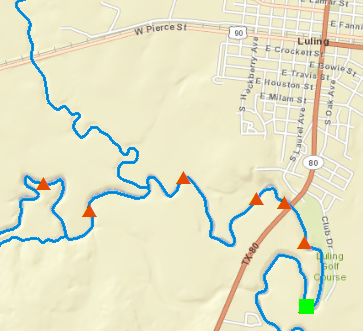 E Lamar St
W Pierce St
90
E Fannin
Luling
E Crockett St
E Bowie St
E Travis St
E Houston St
E Milam St
S Hackberry Ave
S Oak Ave
S Laurel Ave
80
Club Dr
TX-80
Luling
Golf
Course